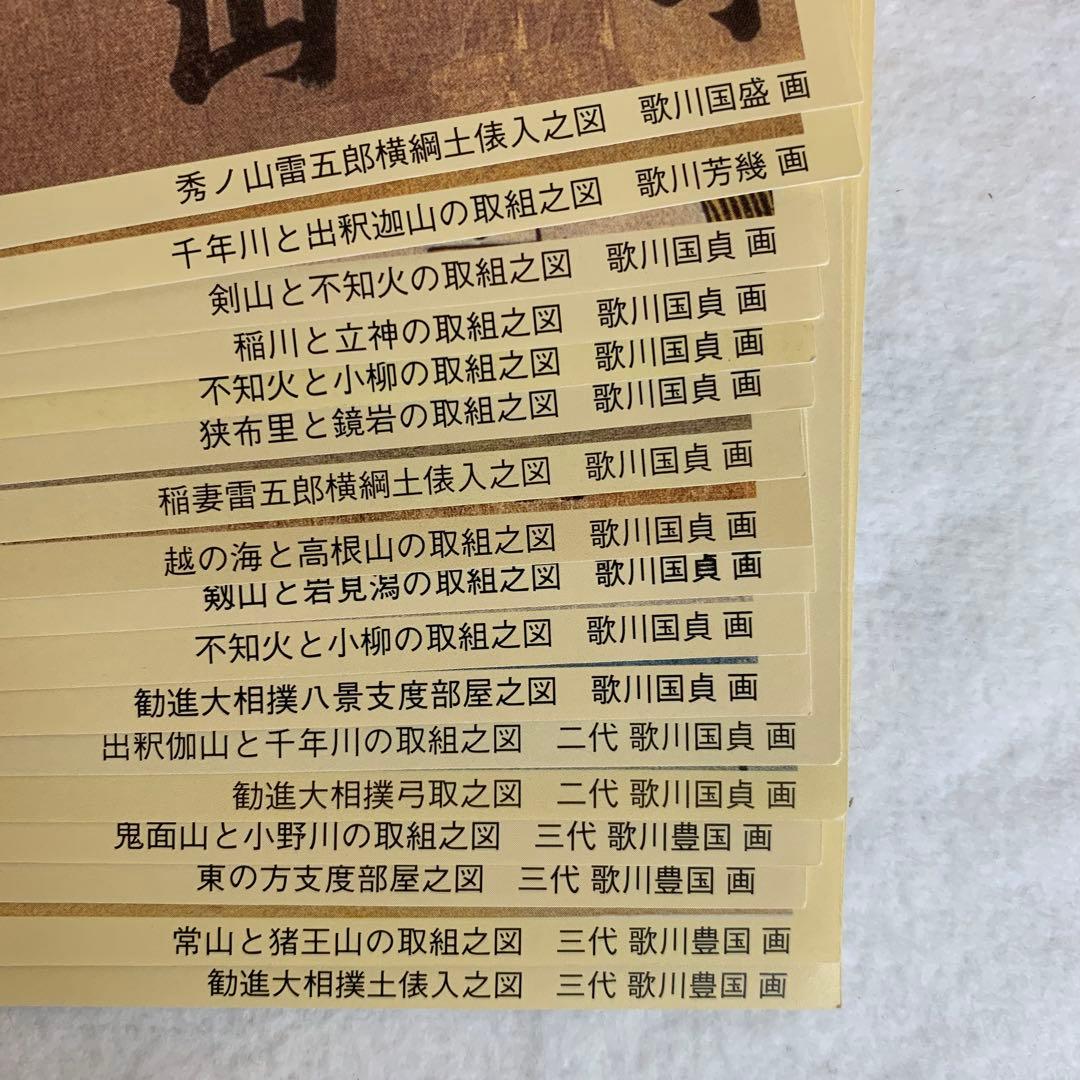 山
秀ノ山雷五郎横綱土俵入之図　歌川国盛 画
千年川と出釈迦山の取組之図　歌川芳幾 画
剣山と不知火の取組之図　歌川国貞 画
稲川と立神の取組之図　歌川国貞 画
不知火と小柳の取組之図　歌川国貞 画
狭布里と鏡岩の取組之図　歌川国貞 画
稲妻雷五郎横綱土俵入之図　歌川国貞 画
越の海と高根山の取組之図　歌川国貞 画
剱山と岩見潟の取組之図　歌川国貞 画
不知火と小柳の取組之図　歌川国貞 画
勧進大相撲八景支度部屋之図　歌川国貞 画
出釈伽山と千年川の取組之図　二代 歌川国貞 画
勧進大相撲弓取之図　二代 歌川国貞 画
鬼面山と小野川の取組之図　三代 歌川豊国 画
東の方支度部屋之図　三代 歌川豊国 画
常山と猪王山の取組之図　三代 歌川豊国 画
勧進大相撲土俵入之図　三代 歌川豊国 画